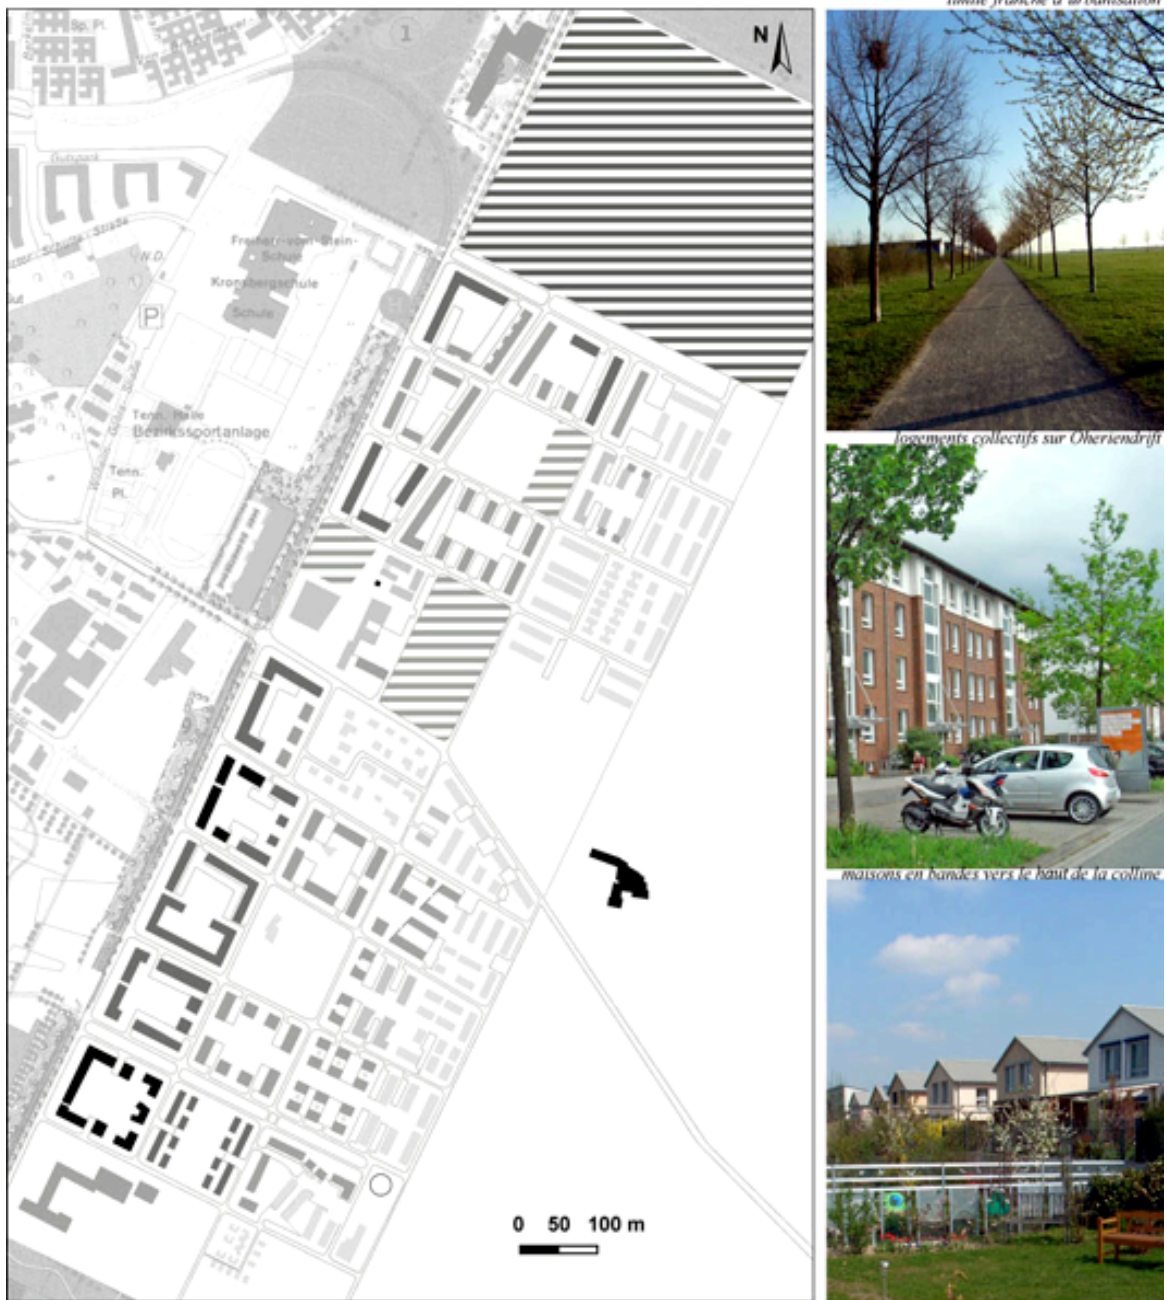 limite franche d'urbanisation
Sp. Pl.
1
N
Gutspark
N.D.
Freiherr-vom-Stein-
Schule
Kronsbergschule
Schule
Gut
P
Tenn. Halle
Bezirkssportanlage
Tenn.
Pl.
logements collectifs sur Oheriendrift
maisons en bandes vers le haut de la colline
0 50 100 m